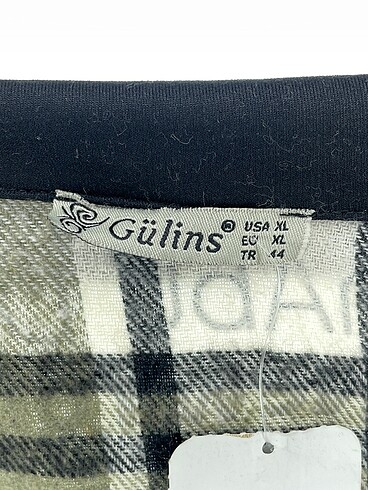 Gülins®
USA XL
EU XL
TR 44